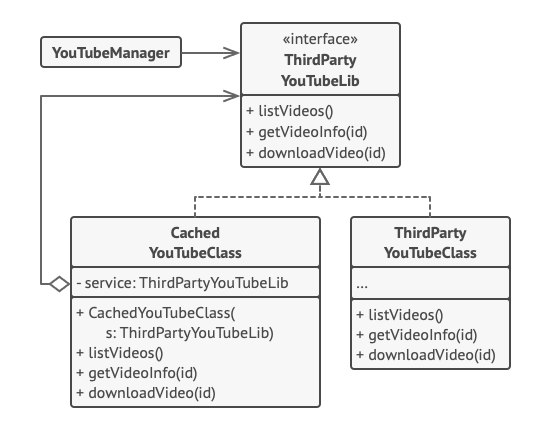 YouTubeManager
«interface»
ThirdParty
YouTubeLib
+ listVideos()
+ getVideoInfo(id)
+ downloadVideo(id)
Cached
YouTubeClass
- service: ThirdPartyYouTubeLib
+ CachedYouTubeClass(
s: ThirdPartyYouTubeLib)
+ listVideos()
+ getVideoInfo(id)
+ downloadVideo(id)
ThirdParty
YouTubeClass
...
+ listVideos()
+ getVideoInfo(id)
+ downloadVideo(id)